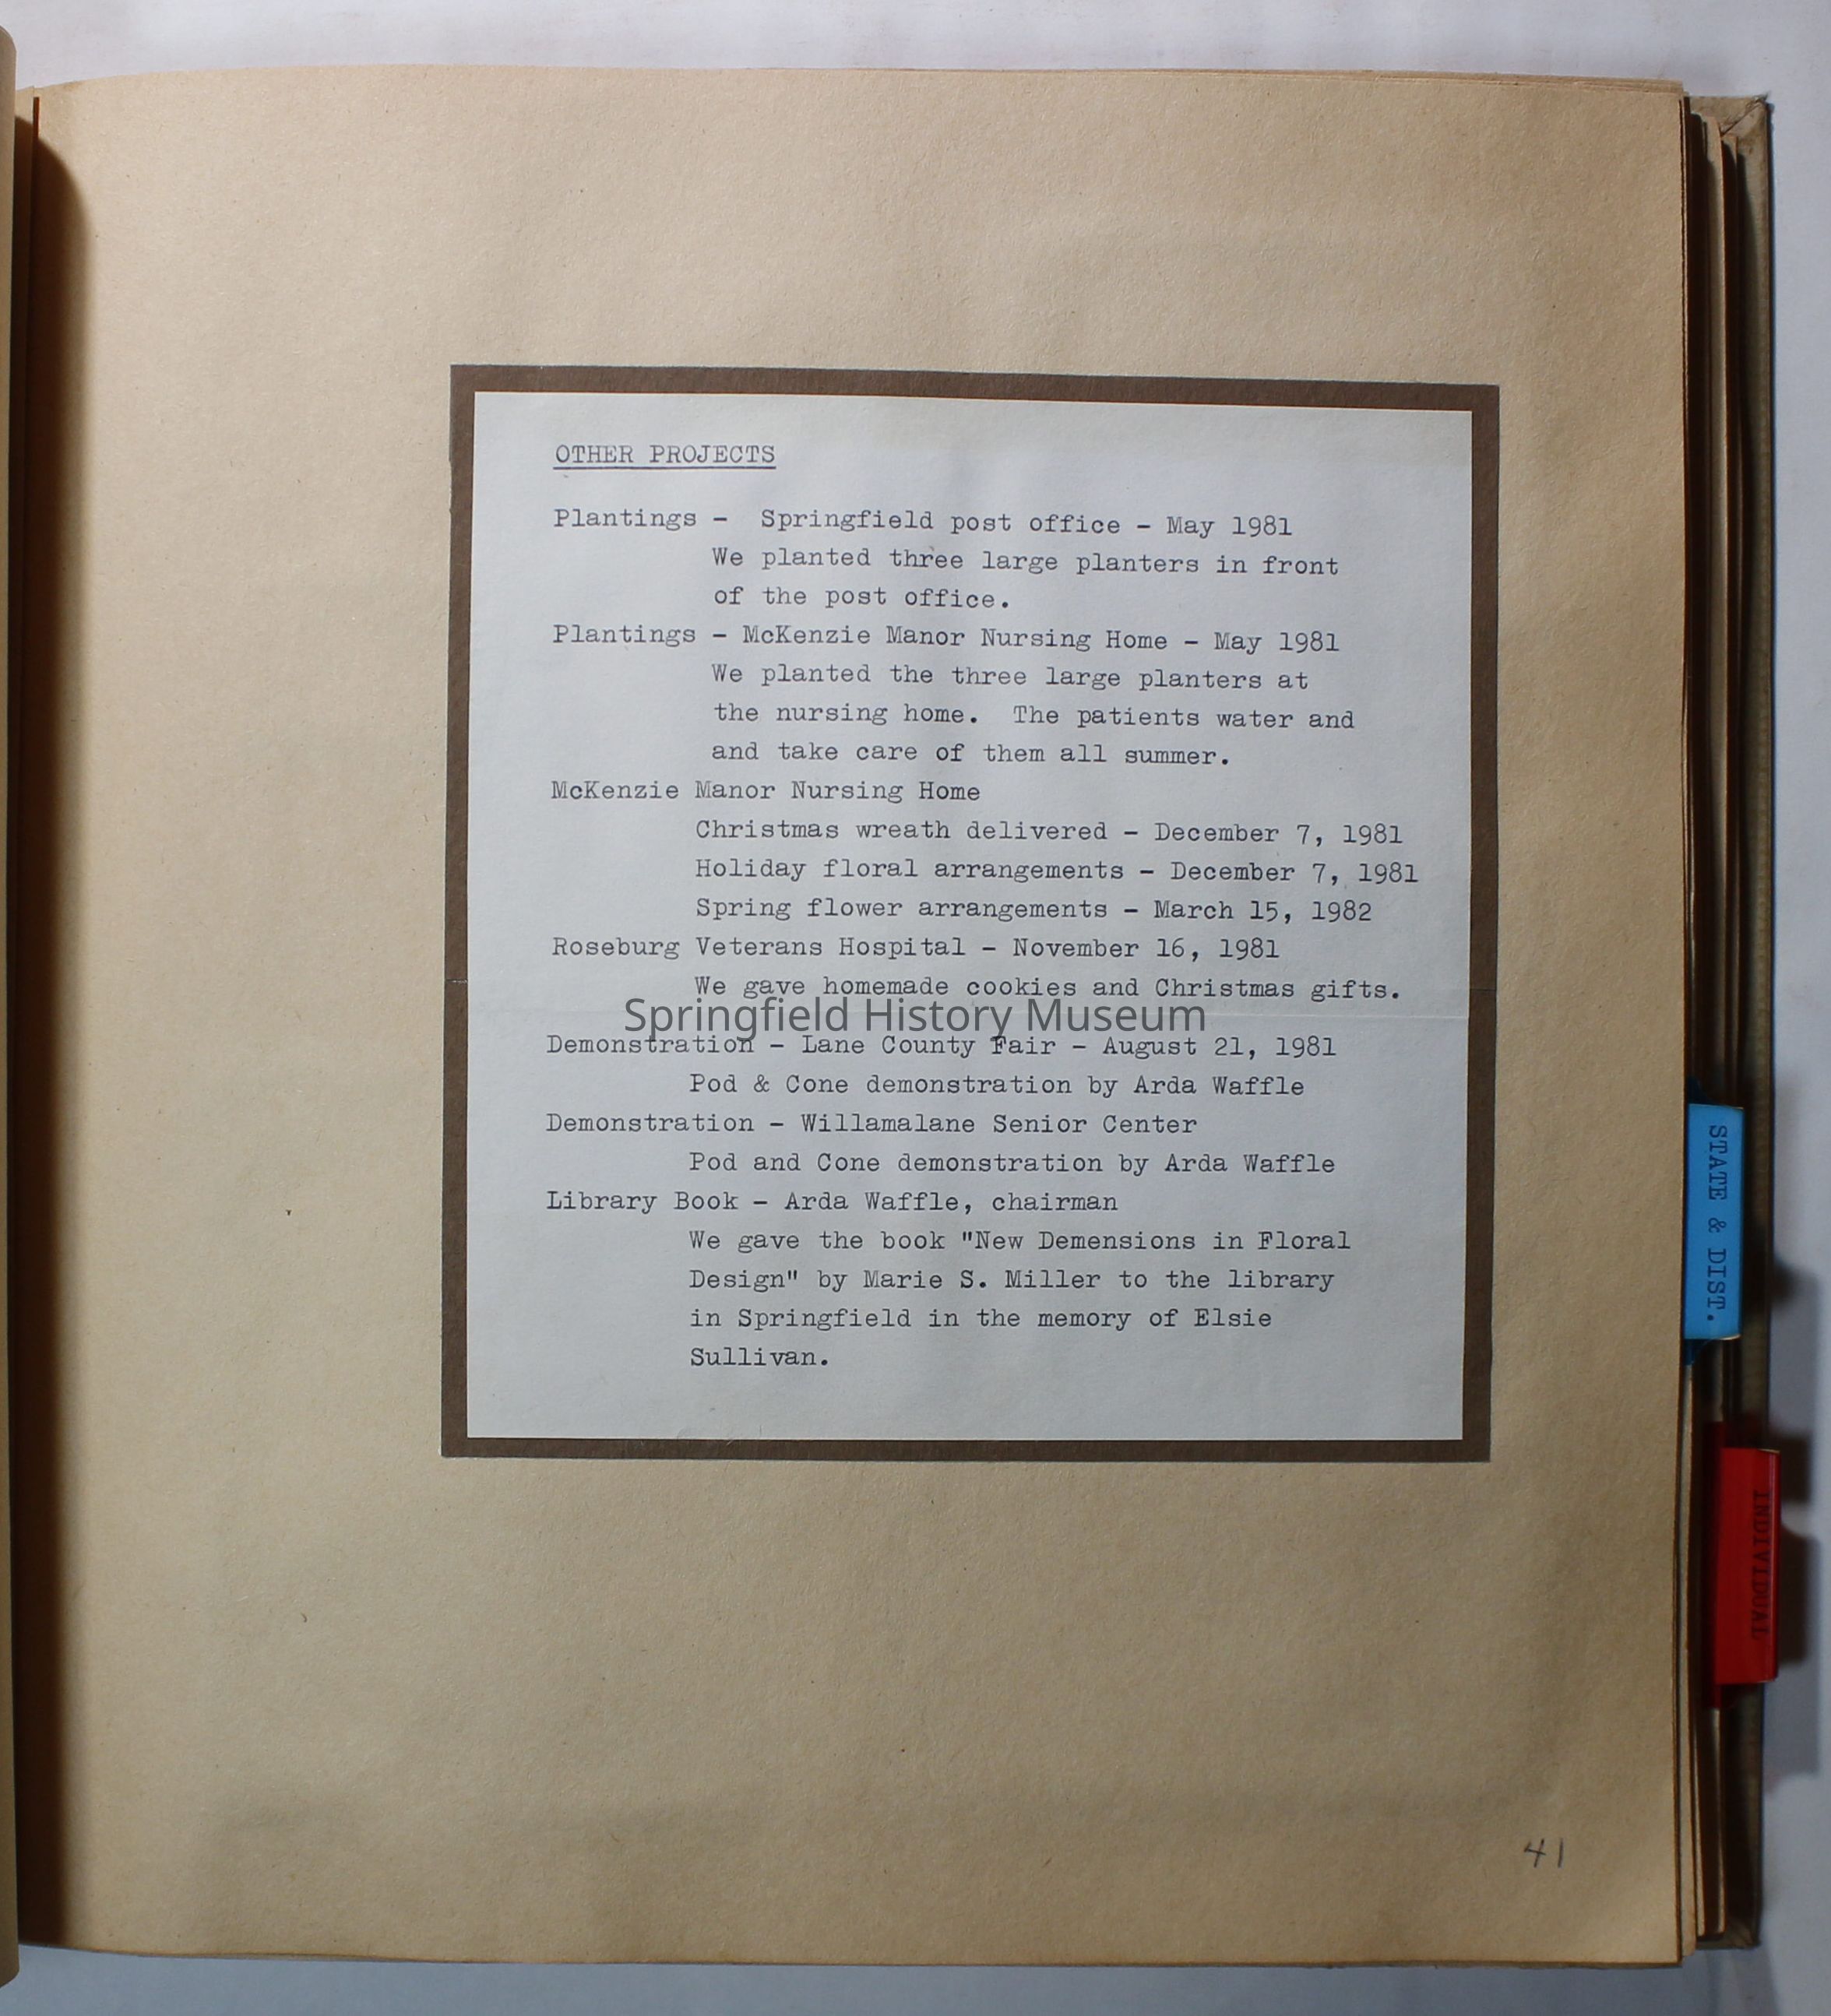 OTHER PROJECTS
Plantings - Springfield post office - May 1981
We planted three large planters in front
of the post office.
Plantings - McKenzie Manor Nursing Home - May 1981
We planted the three large planters at
the nursing home. The patients water and
and take care of them all summer.
McKenzie Manor Nursing Home
Christmas wreath delivered - December 7, 1981
Holiday floral arrangements - December 7, 1981
Spring flower arrangements - March 15, 1982
Roseburg Veterans Hospital - November 16, 1981
We gave homemade cookies and Christmas gifts.
Springfield History Museum
Demonstration - Lane County Fair - August 21, 1981
Pod & Cone demonstration by Arda Waffle
Demonstration - Willamalane Senior Center
Pod and Cone demonstration by Arda Waffle
Library Book - Arda Waffle, chairman
We gave the book "New Demensions in Floral
Design" by Marie S. Miller to the library
in Springfield in the memory of Elsie
Sullivan.
STATE & DIST.
INDIVIDUAL
41